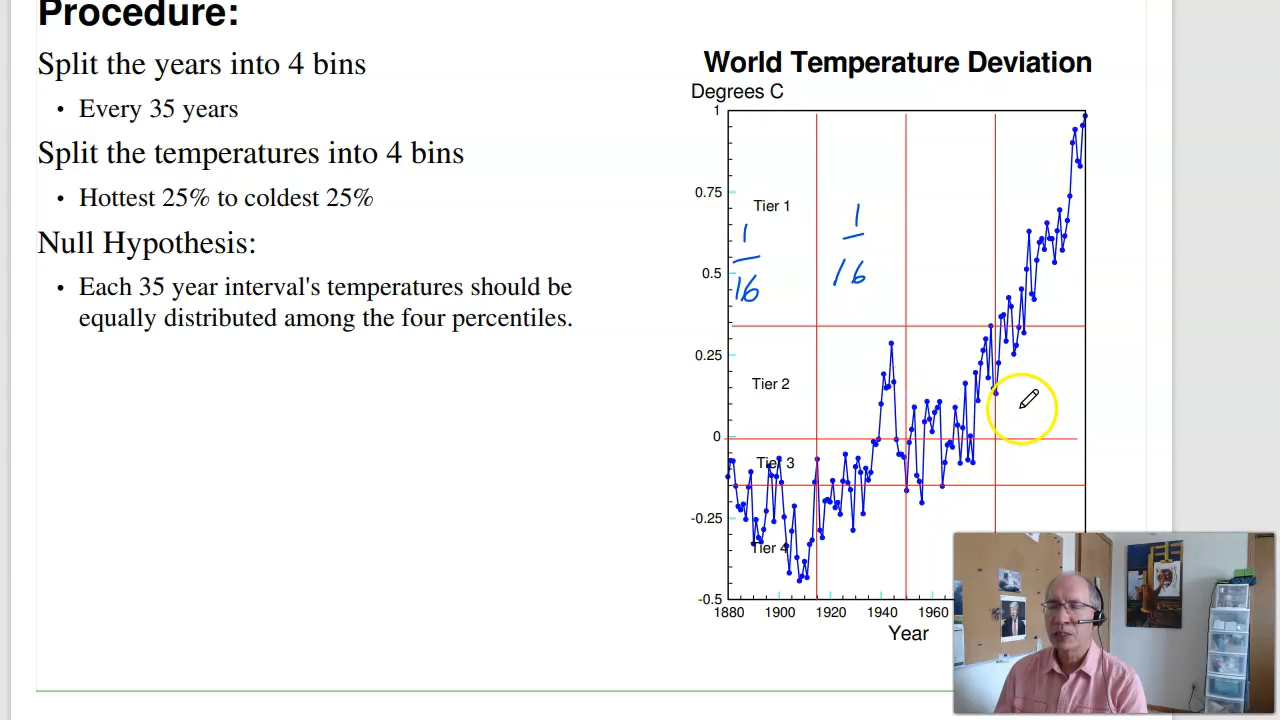 Procedure:
Split the years into 4 bins
• Every 35 years
Split the temperatures into 4 bins
• Hottest 25% to coldest 25%
Null Hypothesis:
• Each 35 year interval's temperatures should be
equally distributed among the four percentiles.
World Temperature Deviation
Degrees C
1
0.75
0.5
0.25
0
-0.25
-0.5
Tier 1
1
16
1
16
Tier 2
Tier 3
Tier 4
1880 1900 1920 1940 1960
Year